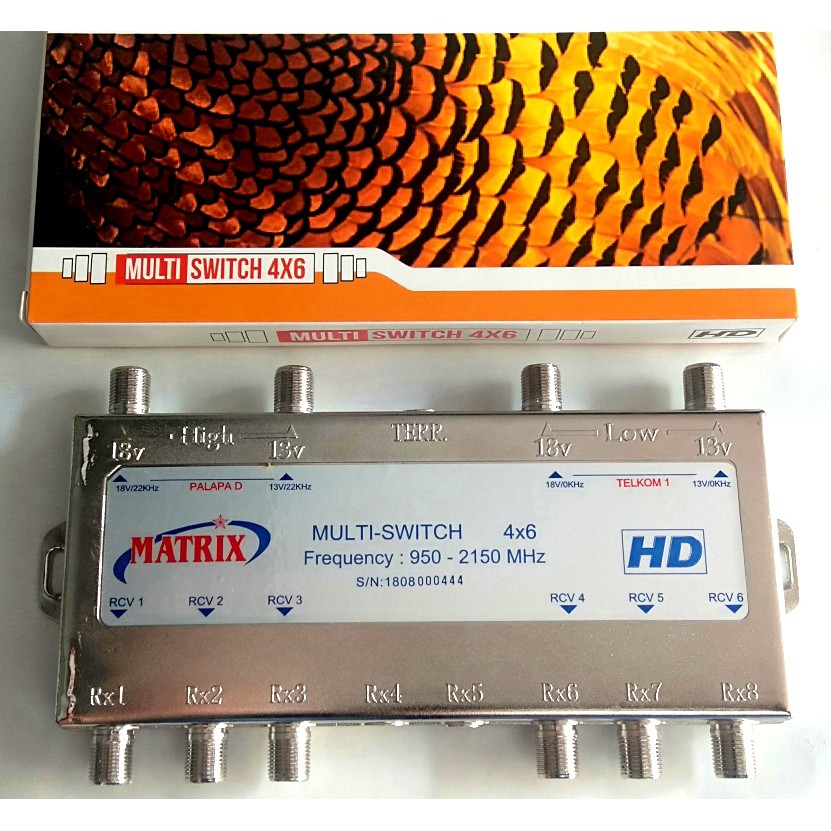 MULTI SWITCH 4X6
MULTI SWITCH 4X6 HD
High TERR. Low
18v 13v 18v 13v
18V/22KHz PALAPA D 13V/22KHz 18V/0KHz TELKOM 1 13V/0KHz
MATRIX
MULTI-SWITCH 4x6
Frequency : 950 - 2150 MHz
S/N:1808000444
HD
RCV 1 RCV 2 RCV 3 RCV 4 RCV 5 RCV 6
Rx1 Rx2 Rx3 Rx4 Rx5 Rx6 Rx7 Rx8